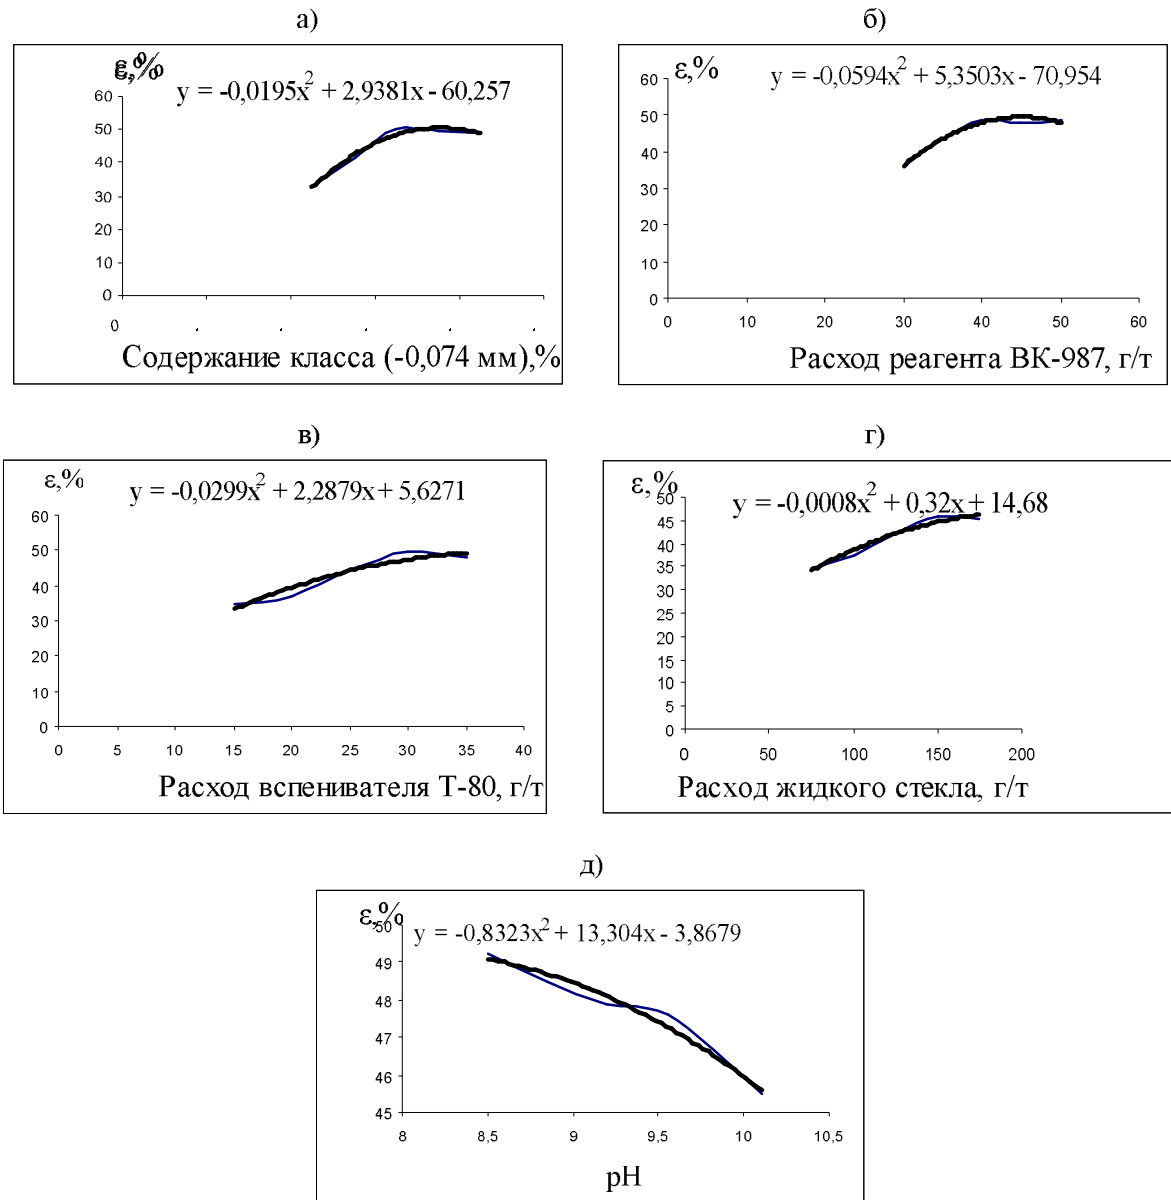 а)
ε,%
y = -0,0195x² + 2,9381x - 60,257
60
50
40
30
20
10
0
0 , , , , ,
Содержание класса (-0,074 мм),%
б)
ε,%
y = -0,0594x² + 5,3503x - 70,954
60
50
40
30
20
10
0
0 10 20 30 40 50 60
Расход реагента ВК-987, г/т
в)
ε,%
y = -0,0299x² + 2,2879x + 5,6271
60
50
40
30
20
10
0
0 5 10 15 20 25 30 35 40
Расход вспенивателя Т-80, г/т
г)
ε,%
y = -0,0008x² + 0,32x + 14,68
50
45
40
35
30
25
20
15
10
5
0
0 50 100 150 200
Расход жидкого стекла, г/т
д)
ε,%
y = -0,8323x² + 13,304x - 3,8679
50
49
48
47
46
45
8 8,5 9 9,5 10 10,5
pH